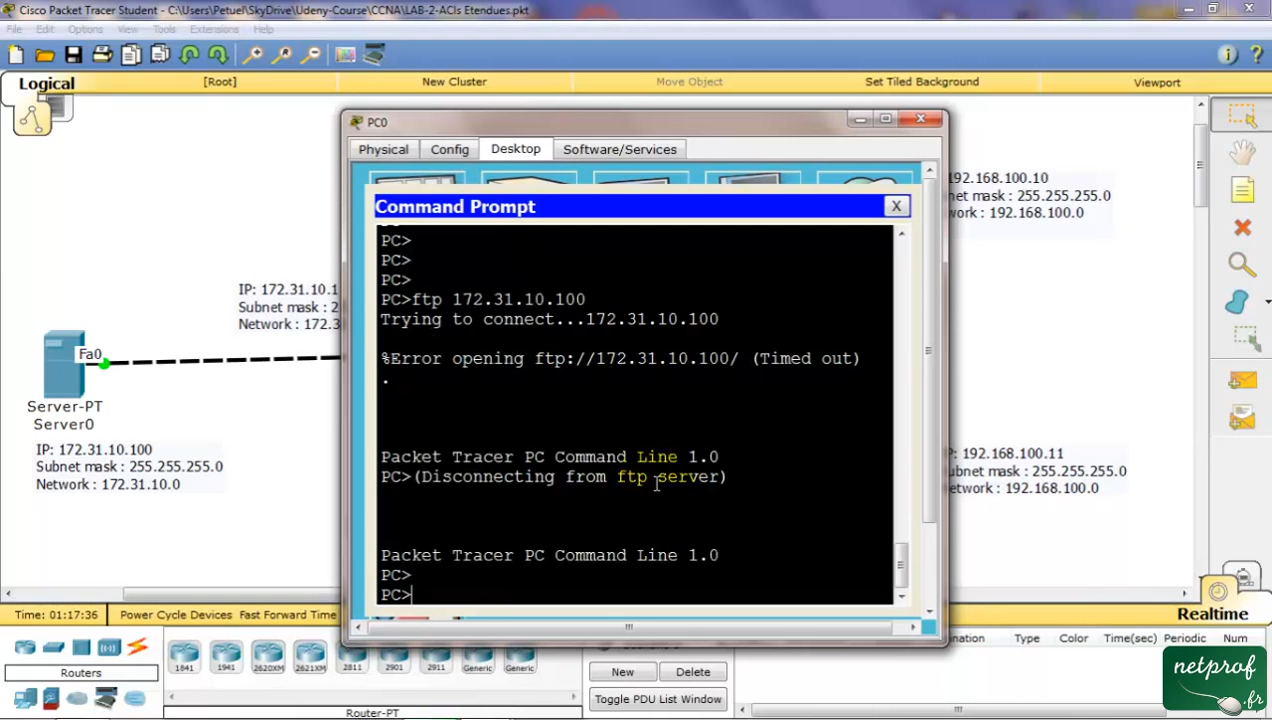 Cisco Packet Tracer Student - C:\Users\Petuel\SkyDrive\Udeny-Course\CCNA\LAB-2-ACls Etendues.pkt
File Edit Options View Tools Extensions Help
Logical [Root] New Cluster Move Object Set Tiled Background Viewport
PC0
Physical Config Desktop Software/Services
Command Prompt X
PC>
PC>
PC>
PC>ftp 172.31.10.100
Trying to connect...172.31.10.100
%Error opening ftp://172.31.10.100/ (Timed out)
.
Packet Tracer PC Command Line 1.0
PC>(Disconnecting from ftp server)
Packet Tracer PC Command Line 1.0
PC>
PC>
IP: 172.31.10.1
Subnet mask : 2
Network : 172.3
Fa0
Server-PT
Server0
IP: 172.31.10.100
Subnet mask : 255.255.255.0
Network : 172.31.10.0
92.168.100.10
net mask : 255.255.255.0
work : 192.168.100.0
192.168.100.11
net mask : 255.255.255.0
etwork : 192.168.100.0
Time: 01:17:36 Power Cycle Devices Fast Forward Time
Realtime
Routers
1841 1941 2620XM 2621XM 2811 2901 2911 Generic Generic
Router-PT
New Delete
Toggle PDU List Window
ination Type Color Time(sec) Periodic Num
netprof
.fr